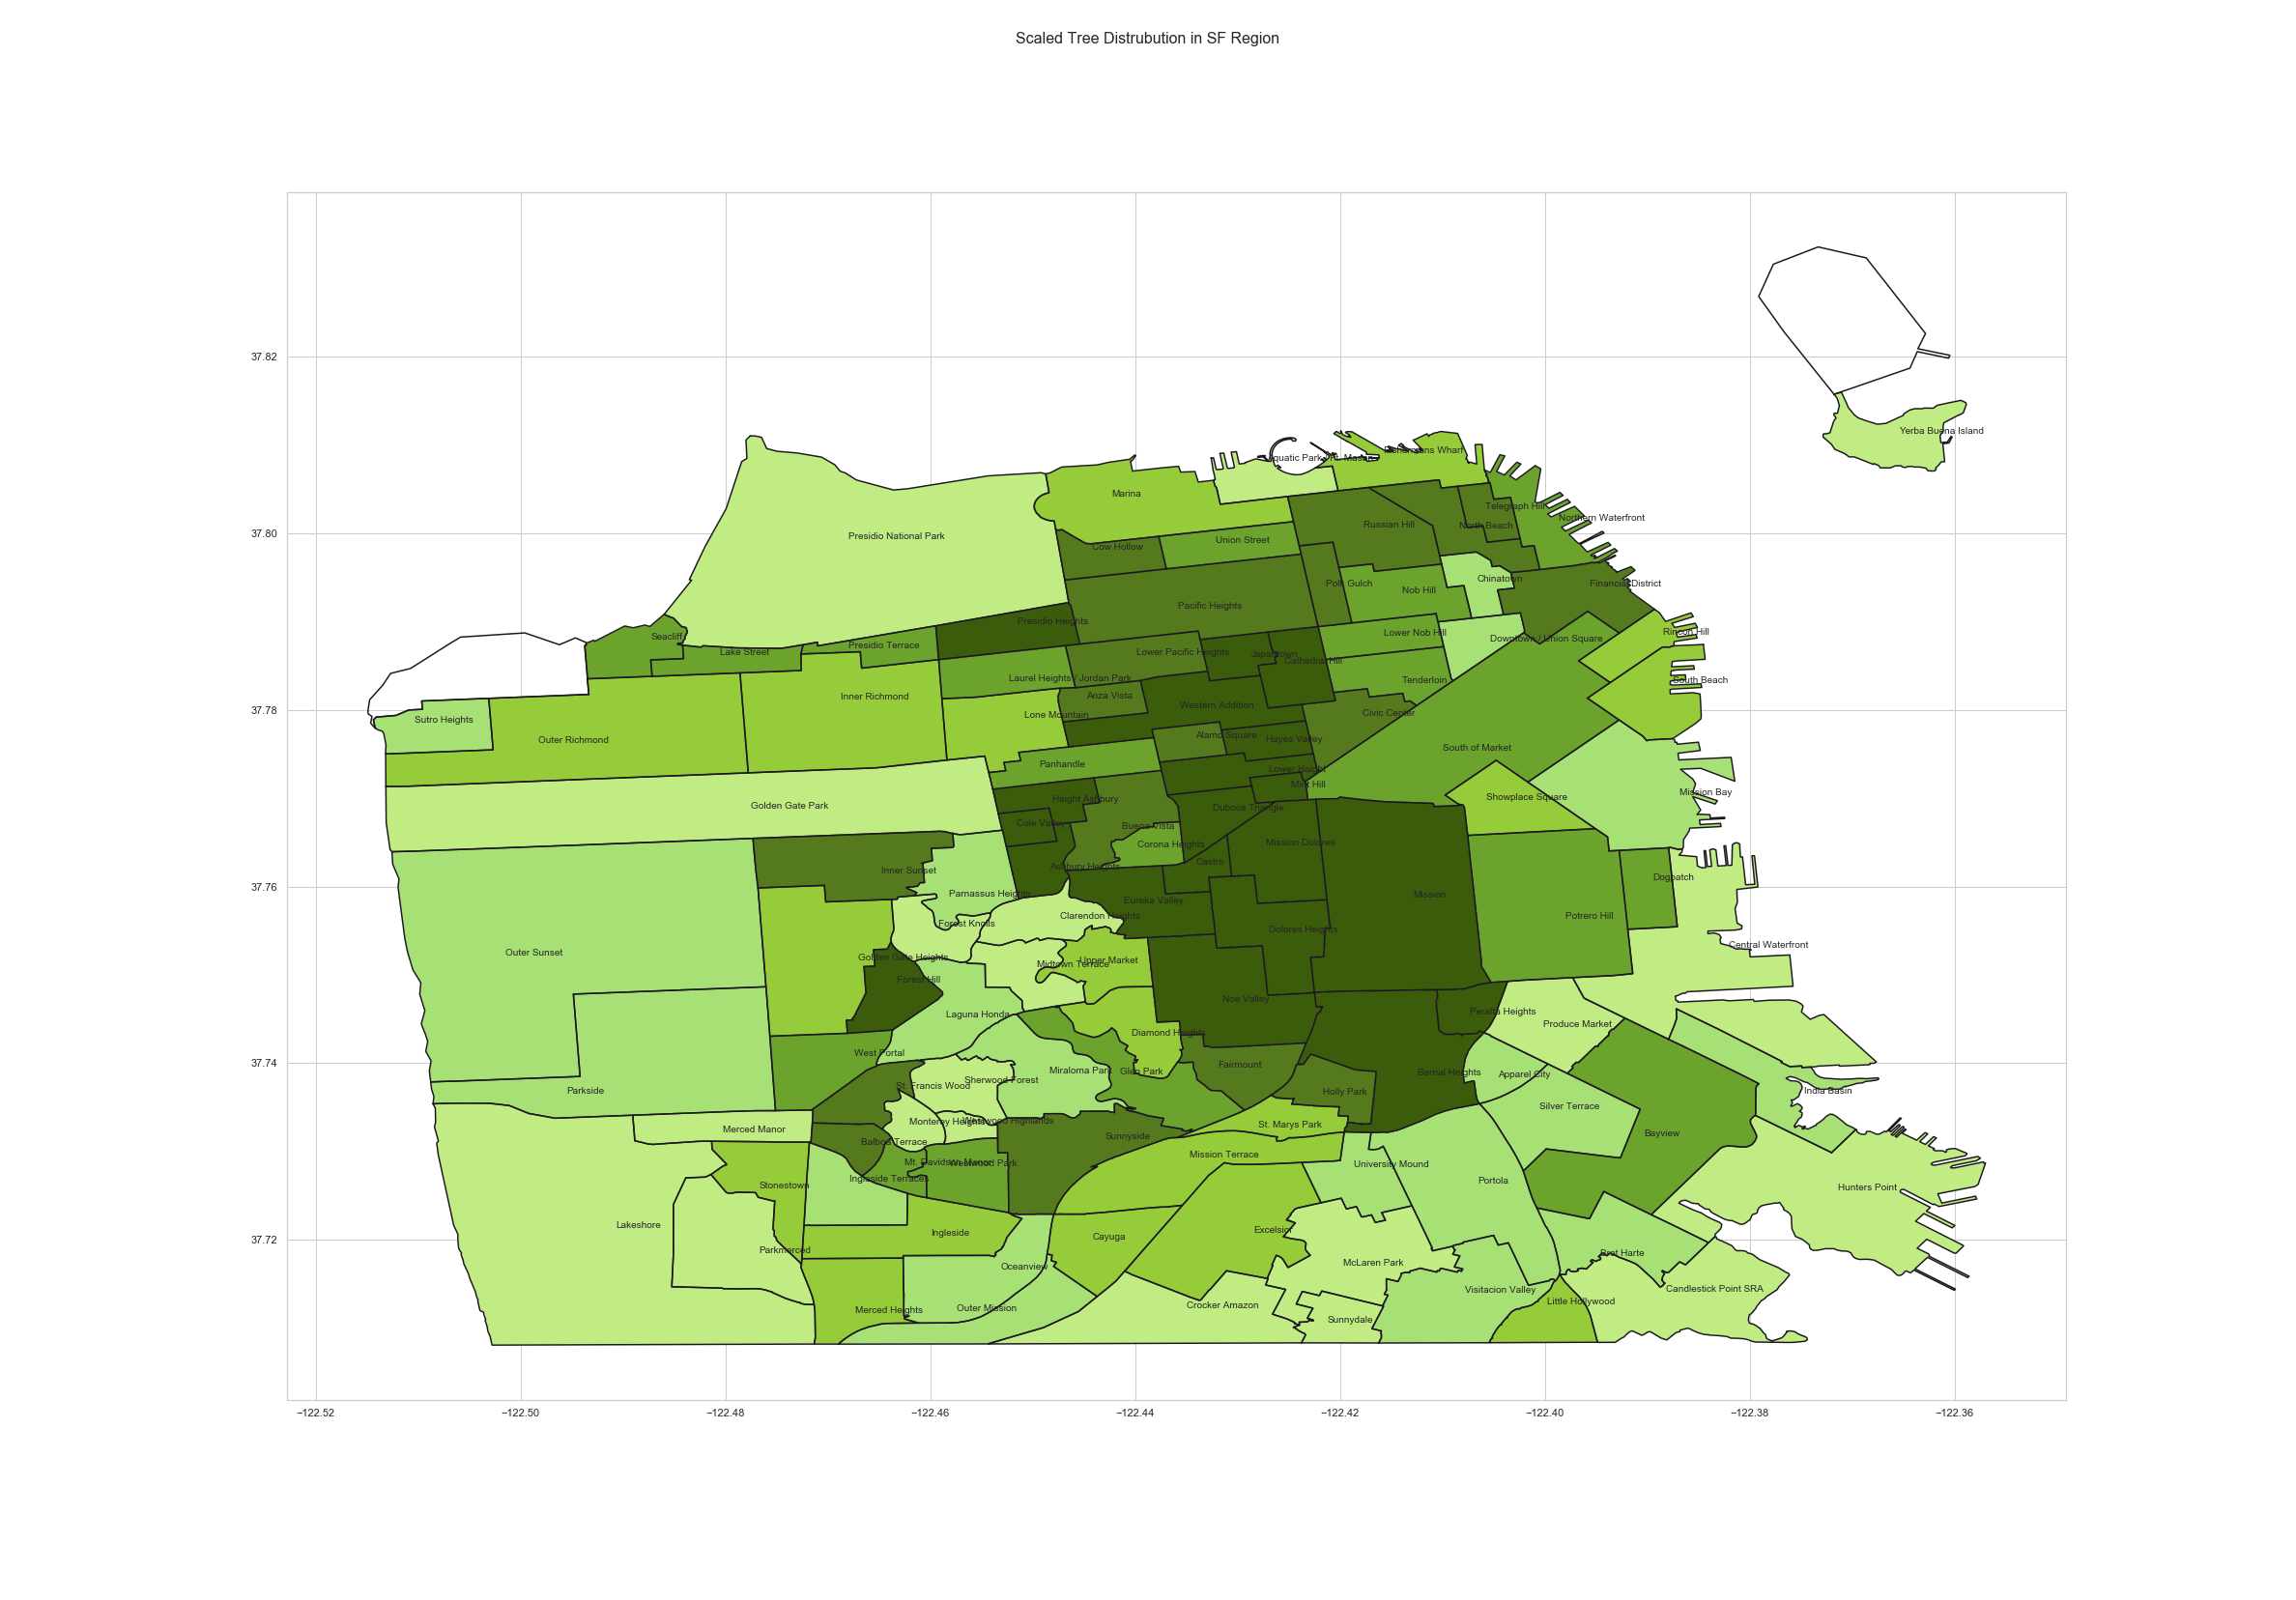 Scaled Tree Distrubution in SF Region
37.82
Yerba Buena Island
Aquatic Park / Ft. Mason
Fishermans Wharf
Marina
Telegraph Hill
Northern Waterfront
Russian Hill
North Beach
37.80
Presidio National Park
Union Street
Cow Hollow
Chinatown
Financial District
Polk Gulch
Nob Hill
Pacific Heights
Presidio Heights
Seacliff
Lower Nob Hill
Rincon Hill
Downtown / Union Square
Presidio Terrace
Lake Street
Lower Pacific Heights
Japantown
Cathedral Hill
Laurel Heights / Jordan Park
Tenderloin
South Beach
Inner Richmond
Anza Vista
Western Addition
37.78
Sutro Heights
Lone Mountain
Civic Center
Outer Richmond
Alamo Square
Hayes Valley
South of Market
Panhandle
Lower Haight
Mint Hill
Mission Bay
Golden Gate Park
Haight Ashbury
Showplace Square
Duboce Triangle
Cole Valley
Buena Vista
Corona Heights
Mission Dolores
Castro
Ashbury Heights
Inner Sunset
Dogpatch
37.76
Parnassus Heights
Mission
Eureka Valley
Clarendon Heights
Potrero Hill
Forest Knolls
Dolores Heights
Central Waterfront
Outer Sunset
Golden Gate Heights
Midtown Terrace
Upper Market
Forest Hill
Noe Valley
Laguna Honda
Peralta Heights
Produce Market
Diamond Heights
37.74
West Portal
Fairmount
Miraloma Park
Glen Park
Bernal Heights
Apparel City
Sherwood Forest
St. Francis Wood
Parkside
Holly Park
India Basin
Silver Terrace
Monterey Heights
Westwood Highlands
St. Marys Park
Merced Manor
Sunnyside
Bayview
Balboa Terrace
Mission Terrace
Mt. Davidson Manor
Westwood Park
University Mound
Ingleside Terraces
Portola
Stonestown
Hunters Point
Lakeshore
Excelsior
Ingleside
Cayuga
37.72
Parkmerced
Bret Harte
McLaren Park
Oceanview
Visitacion Valley
Candlestick Point SRA
Little Hollywood
Crocker Amazon
Outer Mission
Merced Heights
Sunnydale
−122.52
−122.50
−122.48
−122.46
−122.44
−122.42
−122.40
−122.38
−122.36